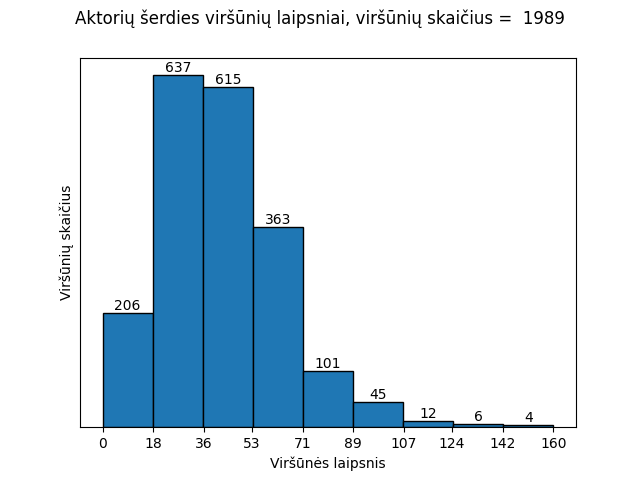 Aktorių šerdies viršūnių laipsniai, viršūnių skaičius =  1989
637
615
363
206
101
45
12
6
4
Viršūnių skaičius
0 18 36 53 71 89 107 124 142 160
Viršūnės laipsnis